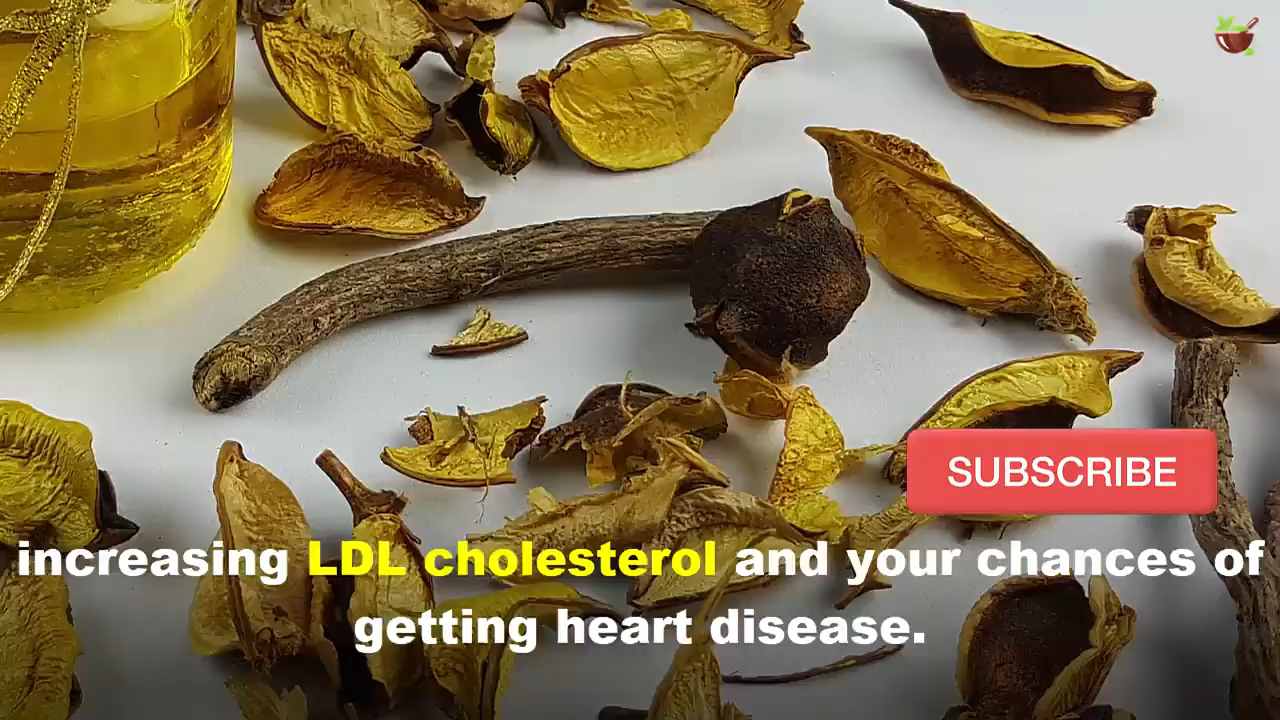 SUBSCRIBE
increasing LDL cholesterol and your chances of
getting heart disease.